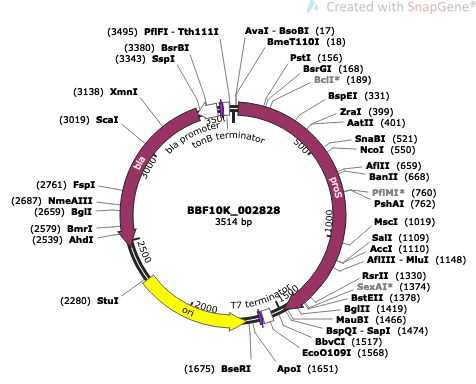 Created with SnapGene®
(3495) PflFI - Tth111I
(3380) BsrBI
(3343) SspI
(3138) XmnI
(3019) ScaI
(2761) FspI
(2687) NmeAIII
(2659) BglI
(2579) BmrI
(2539) AhdI
(2280) StuI
AvaI - BsoBI (17)
BmeT110I (18)
PstI (156)
BsrGI (168)
BclI* (189)
BspEI (331)
ZraI (399)
AatII (401)
SnaBI (521)
NcoI (550)
AflII (659)
BanII (668)
PflMI* (760)
PshAI (762)
MscI (1019)
SalI (1109)
AccI (1110)
AflIII - MluI (1148)
RsrII (1330)
SexAI* (1374)
BstEII (1378)
BglII (1419)
MauBI (1466)
BspQI - SapI (1474)
BbvCI (1517)
EcoO109I (1568)
ApoI (1651)
(1675) BseRI
bla promoter
tonB terminator
bla
proS
T7 terminator
ori
500
1000
1500
2000
2500
3000
BBF10K_002828
3514 bp